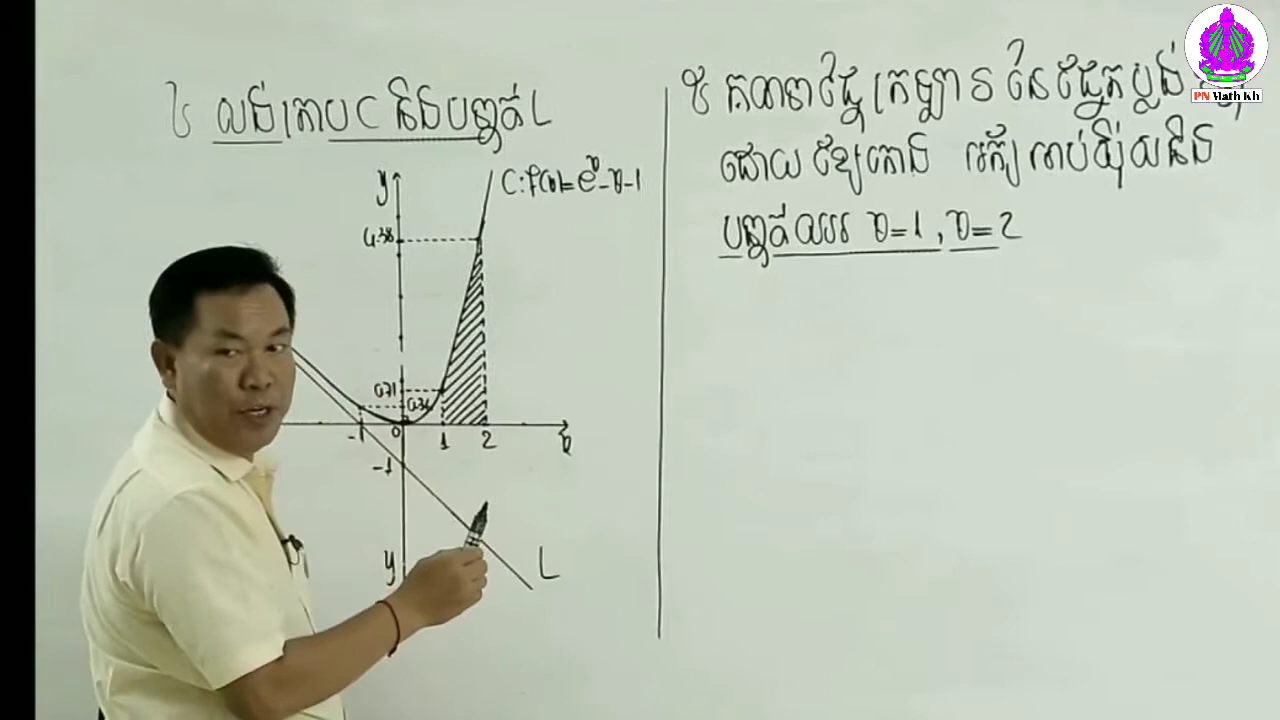 ៤ សង់ក្រាប C និងបន្ទាត់ L
y
C: f(x) = eˣ - x - 1
4.38
0.71
0.36
-1 0 1 2 x
-1
y
L
៥ គណនាផ្ទៃក្រឡា S នៃផ្នែកប្លង់
ដោយ ខ្សែកោង អ័ក្សអាប់ស៊ីស និង
បន្ទាត់ឈរ x = 1 , x = 2
PN Math Kh